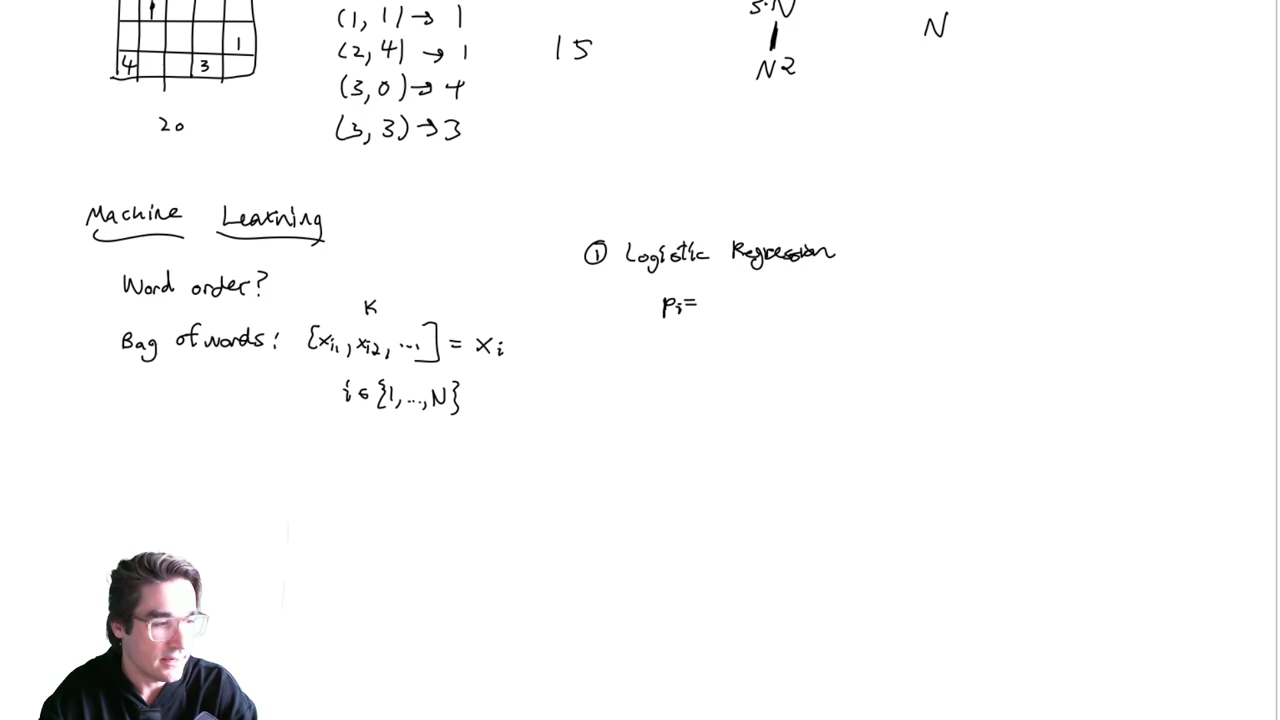 1
4 3
20
(1, 1) → 1
(2, 4) → 1
(3, 0) → 4
(3, 3) → 3
15
N2
N
Machine Learning
Word order?
K
Bag of words: [xi1, xi2, ...] = xi
i ∈ {1, ..., N}
① Logistic Regression
pi=